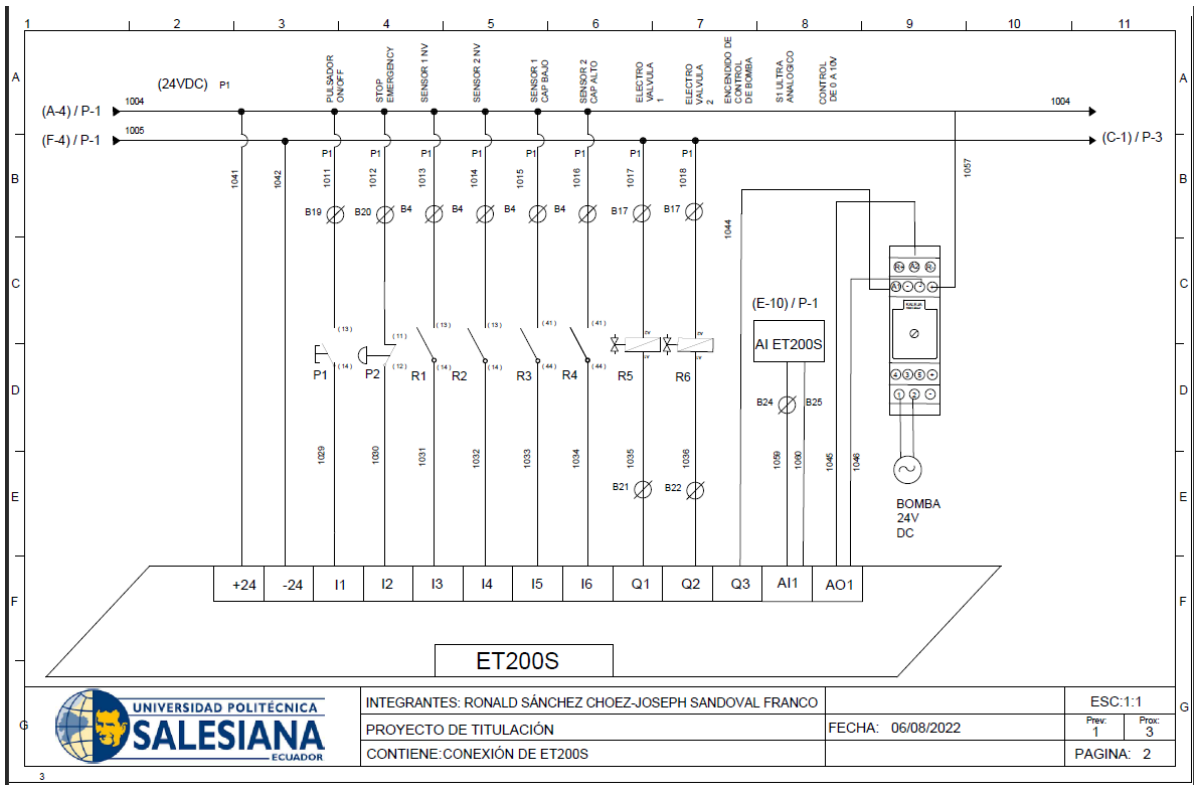 1 2 3 4 5 6 7 8 9 10 11
A A
(24VDC) P1
PULSADOR ON/OFF
STOP EMERGENCY
SENSOR 1 NV
SENSOR 2 NV
SENSOR 1 CAP BAJO
SENSOR 2 CAP ALTO
ELECTRO VALVULA 1
ELECTRO VALVULA 2
ENCENDIDO DE CONTROL DE BOMBA
S1 ULTRA ANALOGICO
CONTROL DE 0 A 10V
(A-4) / P-1 1004 1004
(F-4) / P-1 1005 (C-1) / P-3
P1 P1 P1 P1 P1 P1 P1 P1
B B
1041 1042 1011 1012 1013 1014 1015 1016 1017 1018 1044 1057
B19 B20 B4 B4 B4 B4 B17 B17
C C
R+ A2 R-
A1 - + -
(E-10) / P-1
AI ET200S
(13) (11) (13) (13) (41) (41)
(14) (12) (14) (14) (44) (44)
P1 P2 R1 R2 R3 R4 R5 R6
4 3 5 +
1 2 -
D D
B24 B25
1029 1030 1031 1032 1033 1034 1035 1036 1059 1060 1045 1046
B21 B22
E E
BOMBA
24V
DC
+24 -24 I1 I2 I3 I4 I5 I6 Q1 Q2 Q3 AI1 AO1
F F
ET200S
G G
UNIVERSIDAD POLITÉCNICA
SALESIANA
ECUADOR
INTEGRANTES: RONALD SÁNCHEZ CHOEZ-JOSEPH SANDOVAL FRANCO
PROYECTO DE TITULACIÓN
CONTIENE:CONEXIÓN DE ET200S
FECHA: 06/08/2022
ESC:1:1
Prev: 1 Prox: 3
PAGINA: 2
3